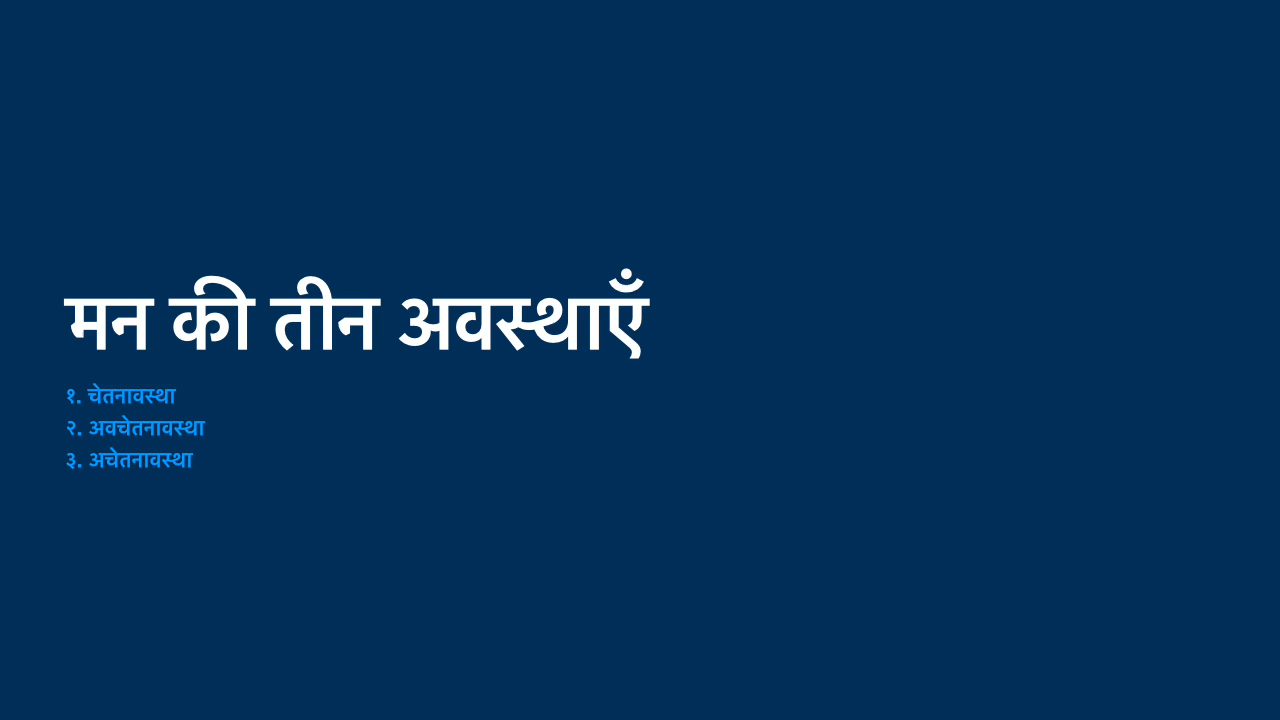 मन की तीन अवस्थाएँ
१. चेतनावस्था
२. अवचेतनावस्था
३. अचेतनावस्था